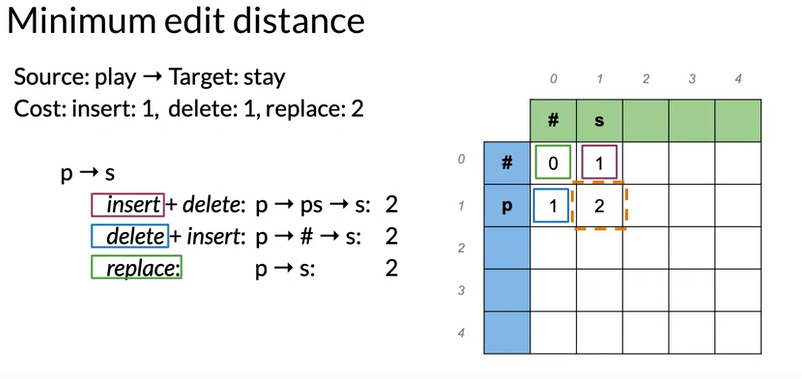 Minimum edit distance
Source: play → Target: stay
Cost: insert: 1, delete: 1, replace: 2
p → s
insert + delete: p → ps → s: 2
delete + insert: p → # → s: 2
replace: p → s: 2
0 1 2 3 4
# s
0 # 0 1
1 p 1 2
2
3
4